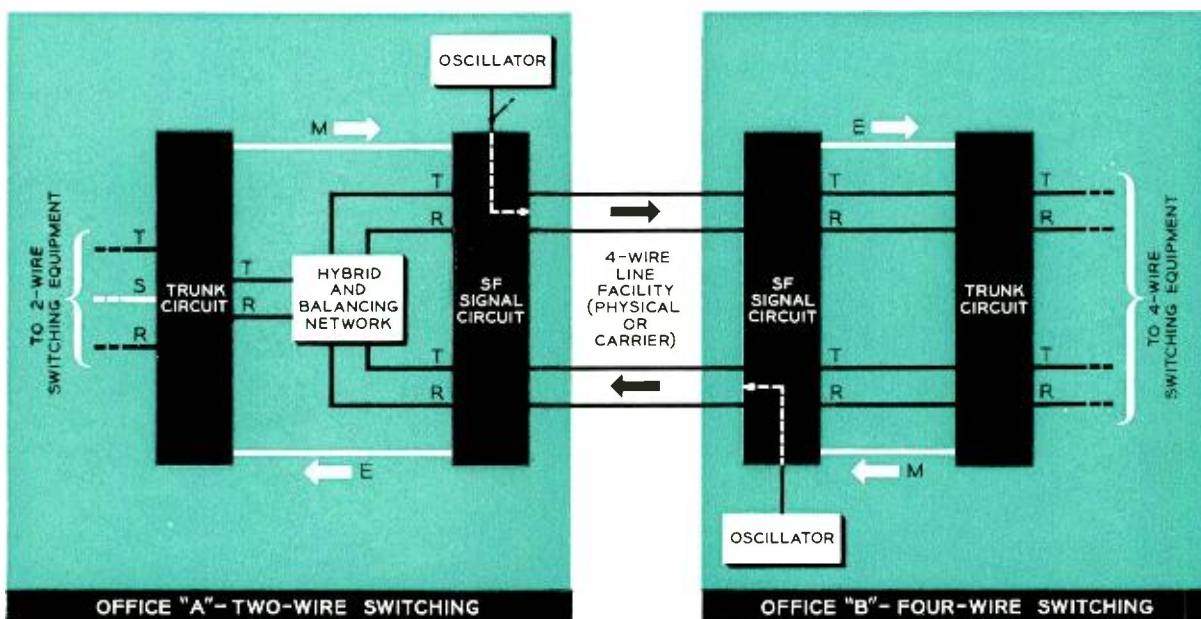 OSCILLATOR
M
T
R
TO 2-WIRE
SWITCHING EQUIPMENT
T
S
R
TRUNK
CIRCUIT
T
R
HYBRID
AND
BALANCING
NETWORK
SF
SIGNAL
CIRCUIT
T
R
E
4-WIRE
LINE
FACILITY
(PHYSICAL
OR
CARRIER)
E
SF
SIGNAL
CIRCUIT
T
R
T
R
M
TRUNK
CIRCUIT
T
R
T
R
TO 4-WIRE
SWITCHING EQUIPMENT
OSCILLATOR
OFFICE "A"-TWO-WIRE SWITCHING
OFFICE "B"-FOUR-WIRE SWITCHING